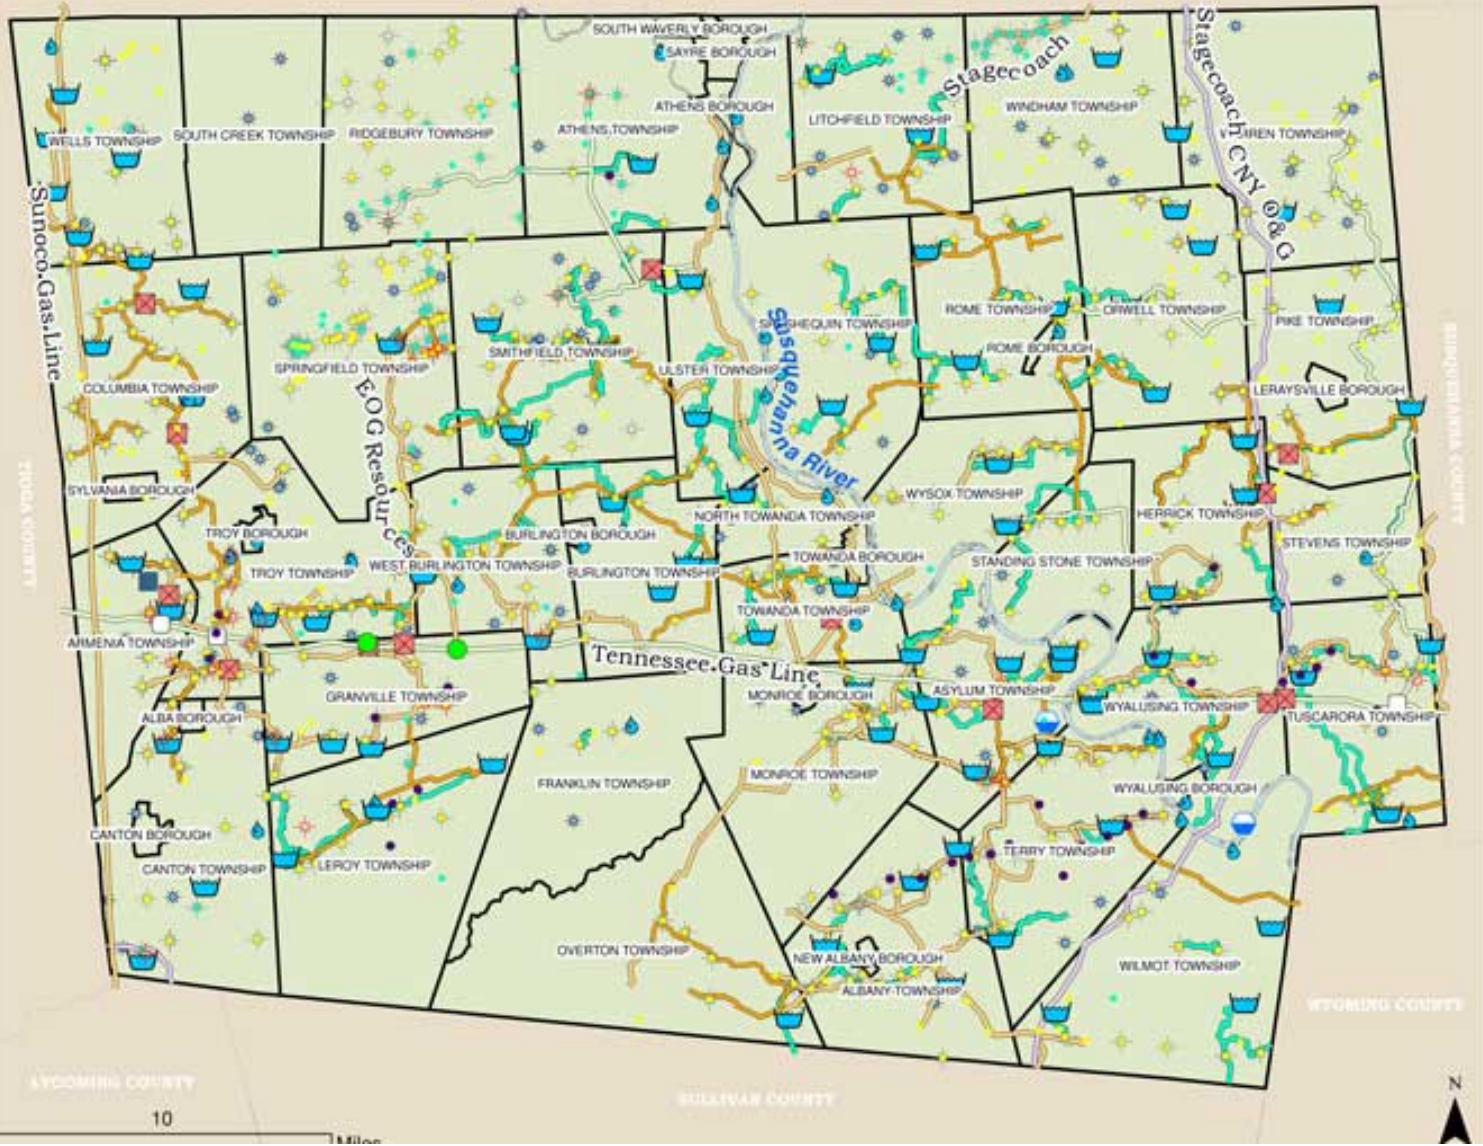 SOUTH WAVERLY BOROUGH
SAYRE BOROUGH
Stagecoach
Stagecoach CNY O&G
ATHENS BOROUGH
WINDHAM TOWNSHIP
LITCHFIELD TOWNSHIP
ATHENS TOWNSHIP
WELLS TOWNSHIP
SOUTH CREEK TOWNSHIP
RIDGEBURY TOWNSHIP
TOWNSHIP
Sunoco Gas Line
Susquehanna River
ROME TOWNSHIP
ORWELL TOWNSHIP
PIKE TOWNSHIP
SHESHEQUIN TOWNSHIP
ROME BOROUGH
SMITHFIELD TOWNSHIP
SPRINGFIELD TOWNSHIP
ULSTER TOWNSHIP
COLUMBIA TOWNSHIP
LERAYSVILLE BOROUGH
EOG Resources
SUSQUEHANNA COUNTY
TIOGA COUNTY
SYLVANIA BOROUGH
WYSOX TOWNSHIP
NORTH TOWANDA TOWNSHIP
HERRICK TOWNSHIP
TROY BOROUGH
BURLINGTON BOROUGH
STEVENS TOWNSHIP
TOWANDA BOROUGH
STANDING STONE TOWNSHIP
TROY TOWNSHIP
WEST BURLINGTON TOWNSHIP
BURLINGTON TOWNSHIP
TOWANDA TOWNSHIP
ARMENIA TOWNSHIP
Tennessee Gas Line
GRANVILLE TOWNSHIP
MONROE BOROUGH
ASYLUM TOWNSHIP
WYALUSING TOWNSHIP
TUSCARORA TOWNSHIP
ALBA BOROUGH
FRANKLIN TOWNSHIP
MONROE TOWNSHIP
WYALUSING BOROUGH
CANTON BOROUGH
LEROY TOWNSHIP
TERRY TOWNSHIP
CANTON TOWNSHIP
OVERTON TOWNSHIP
NEW ALBANY BOROUGH
WILMOT TOWNSHIP
ALBANY TOWNSHIP
WYOMING COUNTY
LYCOMING COUNTY
SULLIVAN COUNTY
N
10
Miles